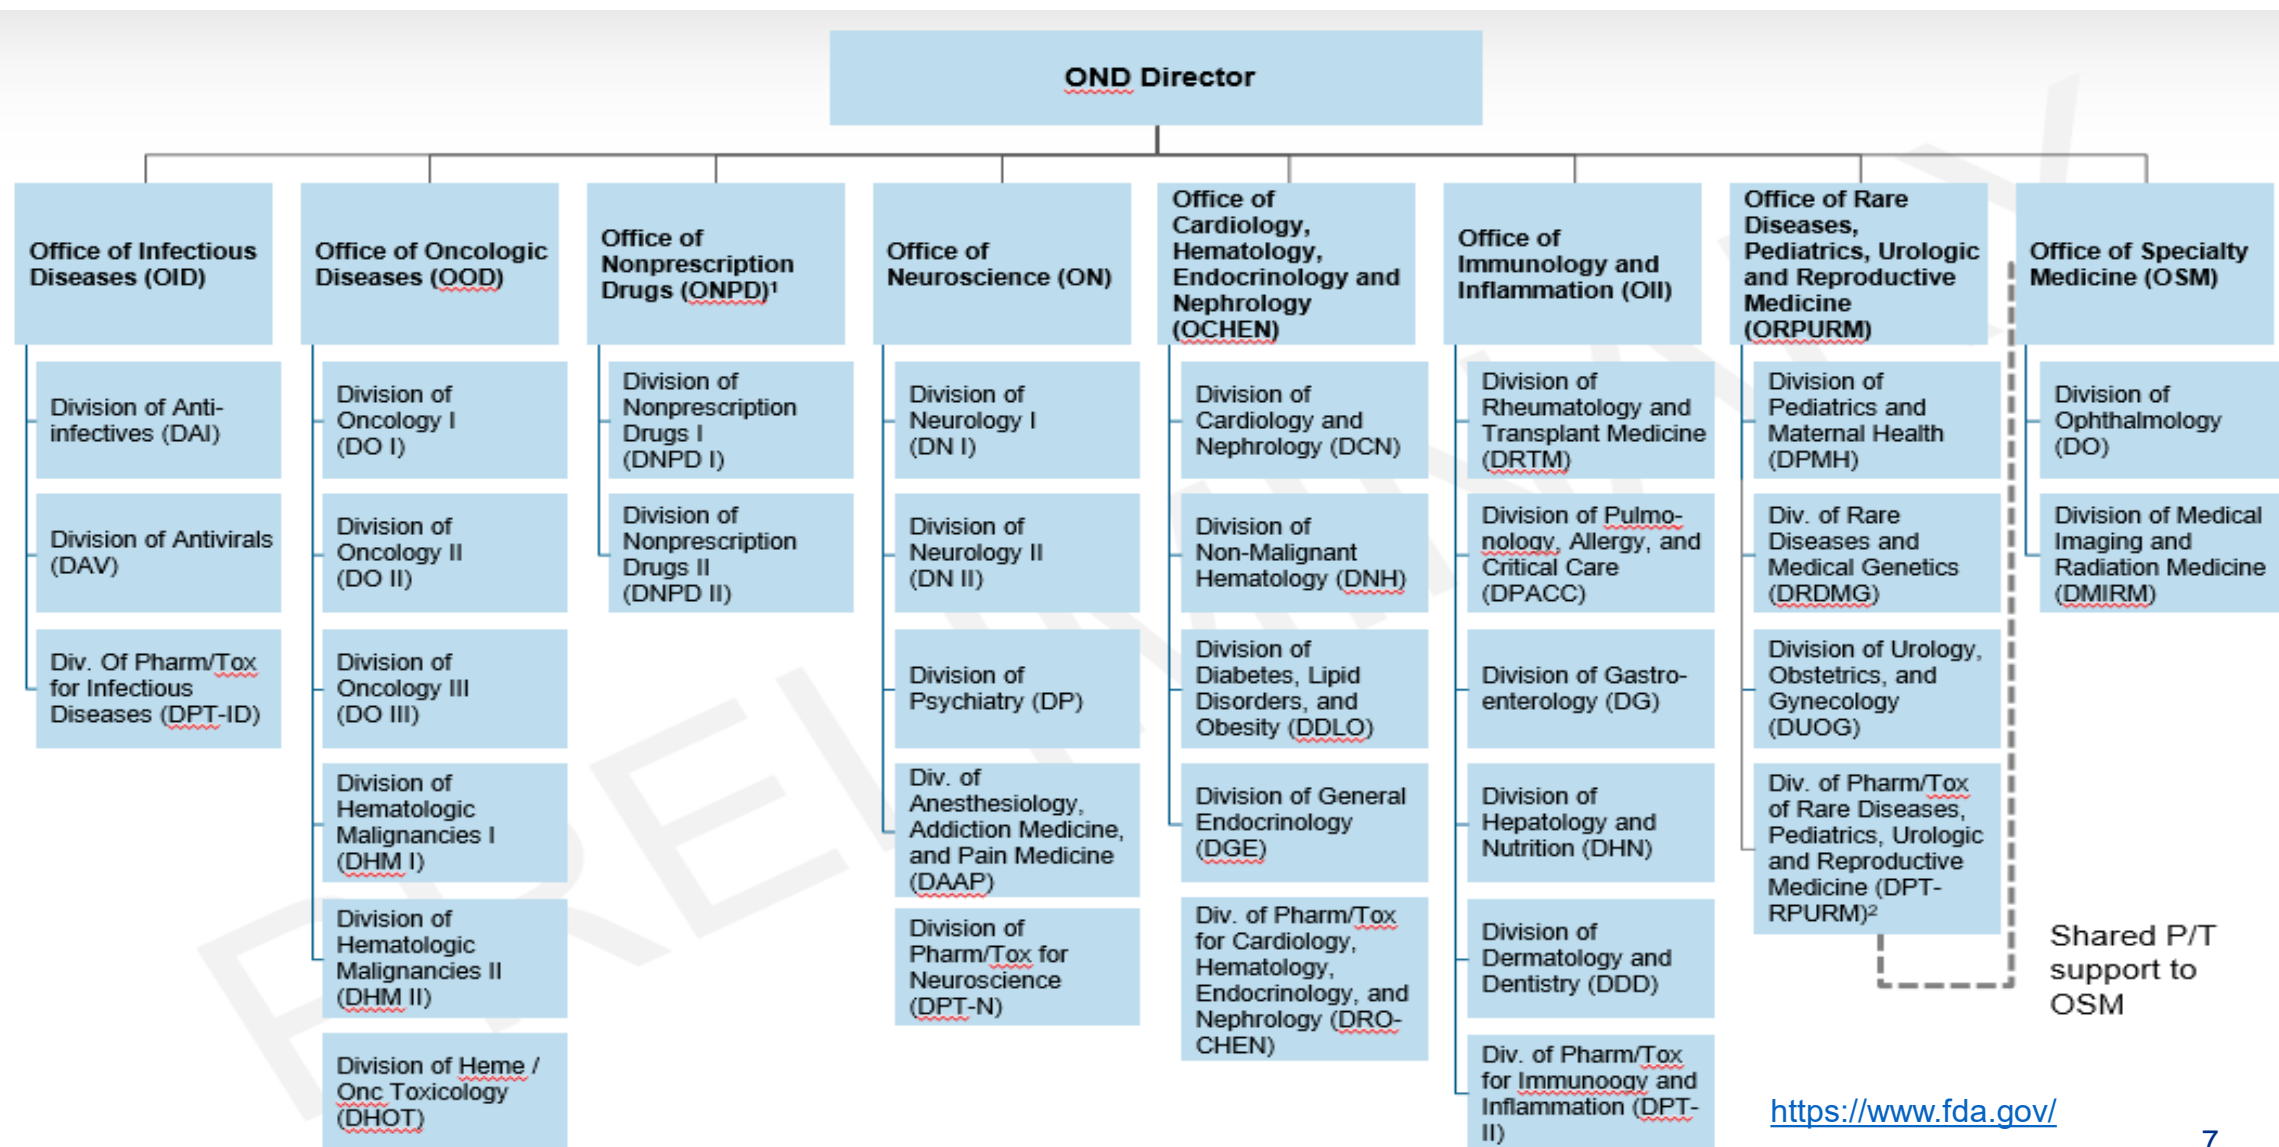 OND Director
Office of Infectious
Diseases (OID)
Division of Anti-
infectives (DAI)
Division of Antivirals
(DAV)
Div. Of Pharm/Tox
for Infectious
Diseases (DPT-ID)
Office of Oncologic
Diseases (OOD)
Division of
Oncology I
(DO I)
Division of
Oncology II
(DO II)
Division of
Oncology III
(DO III)
Division of
Hematologic
Malignancies I
(DHM I)
Division of
Hematologic
Malignancies II
(DHM II)
Division of Heme /
Onc Toxicology
(DHOT)
Office of
Nonprescription
Drugs (ONPD)¹
Division of
Nonprescription
Drugs I
(DNPD I)
Division of
Nonprescription
Drugs II
(DNPD II)
Office of
Neuroscience (ON)
Division of
Neurology I
(DN I)
Division of
Neurology II
(DN II)
Division of
Psychiatry (DP)
Div. of
Anesthesiology,
Addiction Medicine,
and Pain Medicine
(DAAP)
Division of
Pharm/Tox for
Neuroscience
(DPT-N)
Office of
Cardiology,
Hematology,
Endocrinology and
Nephrology
(OCHEN)
Division of
Cardiology and
Nephrology (DCN)
Division of
Non-Malignant
Hematology (DNH)
Division of
Diabetes, Lipid
Disorders, and
Obesity (DDLO)
Division of General
Endocrinology
(DGE)
Div. of Pharm/Tox
for Cardiology,
Hematology,
Endocrinology, and
Nephrology (DRO-
CHEN)
Office of
Immunology and
Inflammation (OII)
Division of
Rheumatology and
Transplant Medicine
(DRTM)
Division of Pulmo-
nology, Allergy, and
Critical Care
(DPACC)
Division of Gastro-
enterology (DG)
Division of
Hepatology and
Nutrition (DHN)
Division of
Dermatology and
Dentistry (DDD)
Div. of Pharm/Tox
for Immunoogy and
Inflammation (DPT-
II)
Office of Rare
Diseases,
Pediatrics, Urologic
and Reproductive
Medicine
(ORPURM)
Division of
Pediatrics and
Maternal Health
(DPMH)
Div. of Rare
Diseases and
Medical Genetics
(DRDMG)
Division of Urology,
Obstetrics, and
Gynecology
(DUOG)
Div. of Pharm/Tox
of Rare Diseases,
Pediatrics, Urologic
and Reproductive
Medicine (DPT-
RPURM)²
Office of Specialty
Medicine (OSM)
Division of
Ophthalmology
(DO)
Division of Medical
Imaging and
Radiation Medicine
(DMIRM)
Shared P/T
support to
OSM
PRELIMINARY
https://www.fda.gov/
7